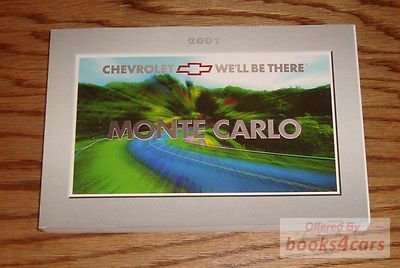 2001
CHEVROLET WE'LL BE THERE
MONTE CARLO
Offered By
books4cars